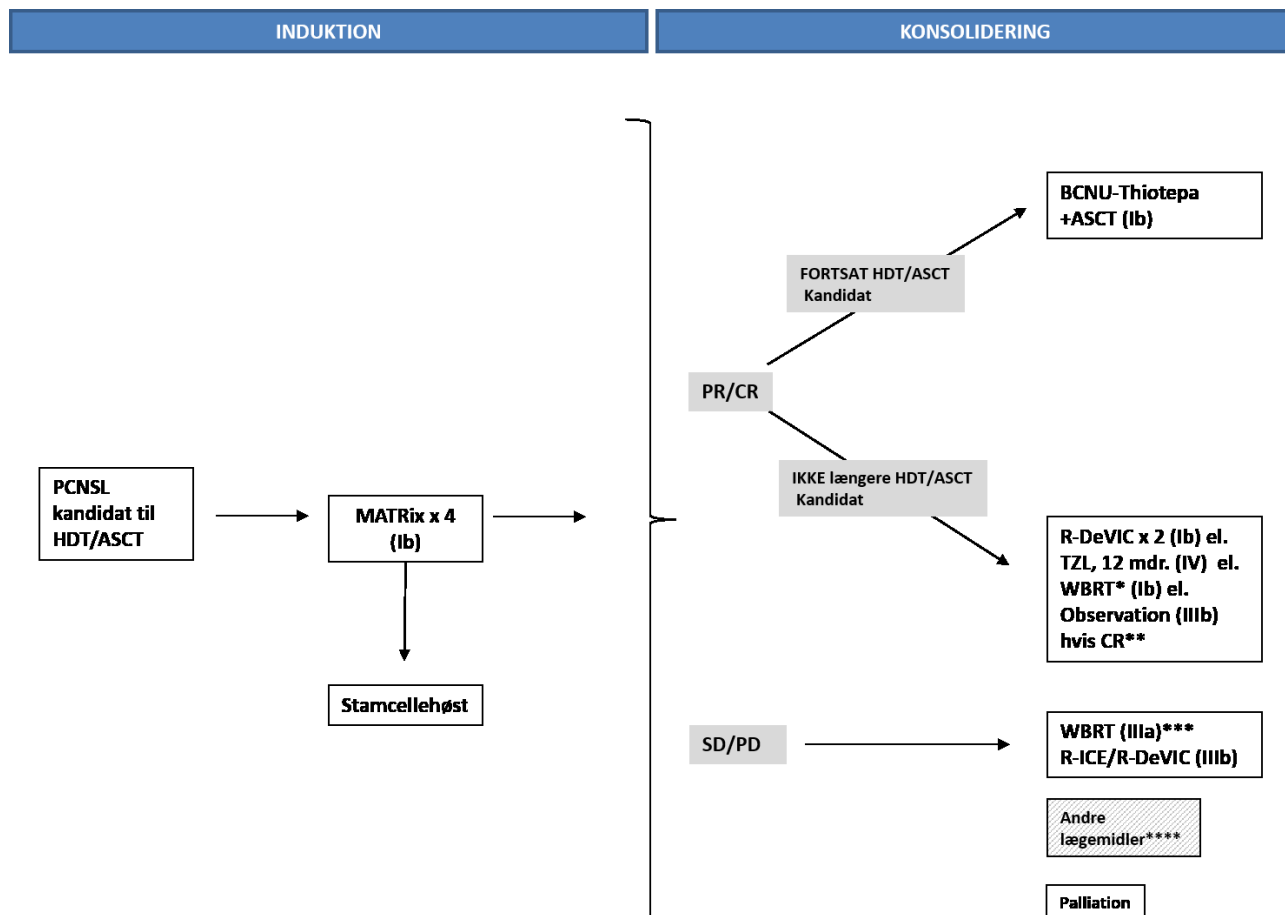 INDUKTION
KONSOLIDERING
BCNU-Thiotepa
+ASCT (Ib)
FORTSAT HDT/ASCT
Kandidat
PR/CR
IKKE længere HDT/ASCT
Kandidat
PCNSL
kandidat til
HDT/ASCT
MATRix x 4
(Ib)
Stamcellehøst
R-DeVIC x 2 (Ib) el.
TZL, 12 mdr. (IV) el.
WBRT* (Ib) el.
Observation (IIIb)
hvis CR**
SD/PD
WBRT (IIIa)***
R-ICE/R-DeVIC (IIIb)
Andre
lægemidler****
Palliation